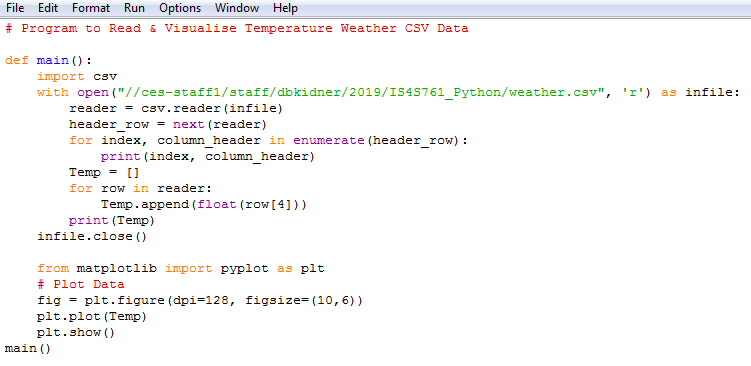 File Edit Format Run Options Window Help
# Program to Read & Visualise Temperature Weather CSV Data

def main():
    import csv
    with open("//ces-staff1/staff/dbkidner/2019/IS4S761_Python/weather.csv", 'r') as infile:
        reader = csv.reader(infile)
        header_row = next(reader)
        for index, column_header in enumerate(header_row):
            print(index, column_header)
        Temp = []
        for row in reader:
            Temp.append(float(row[4]))
        print(Temp)
    infile.close()

    from matplotlib import pyplot as plt
    # Plot Data
    fig = plt.figure(dpi=128, figsize=(10,6))
    plt.plot(Temp)
    plt.show()
main()